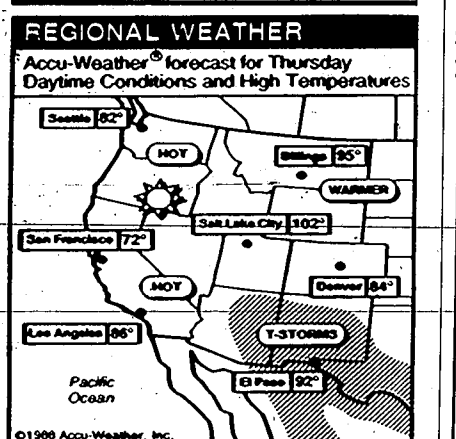 REGIONAL WEATHER
Accu-Weather® forecast for Thursday
Daytime Conditions and High Temperatures
Seattle 82°
HOT
Billings 95°
WARMER
Salt Lake City 102°
San Francisco 72°
HOT
Denver 84°
Los Angeles 86°
T-STORMS
El Paso 92°
Pacific
Ocean
©1988 Accu-Weather, Inc.